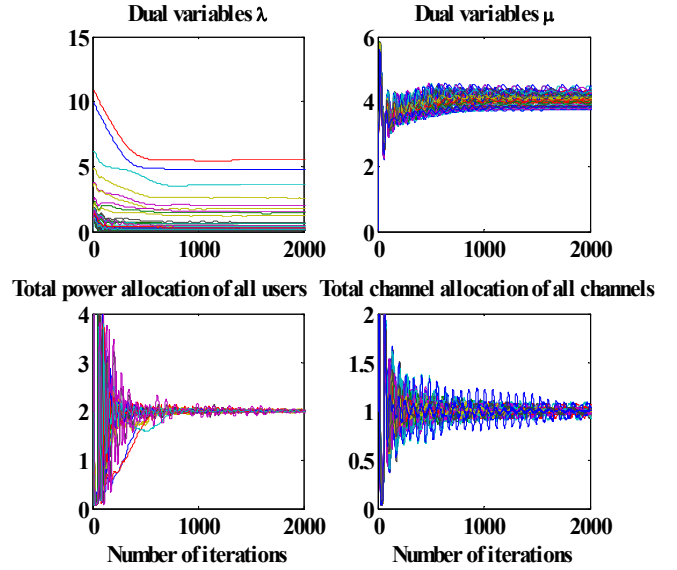 Dual variables λ
Dual variables μ
15
10
5
0
0 1000 2000
6
4
2
0
0 1000 2000
Total power allocation of all users
Total channel allocation of all channels
4
3
2
1
0
0 1000 2000
Number of iterations
2
1.5
1
0.5
0
0 1000 2000
Number of iterations